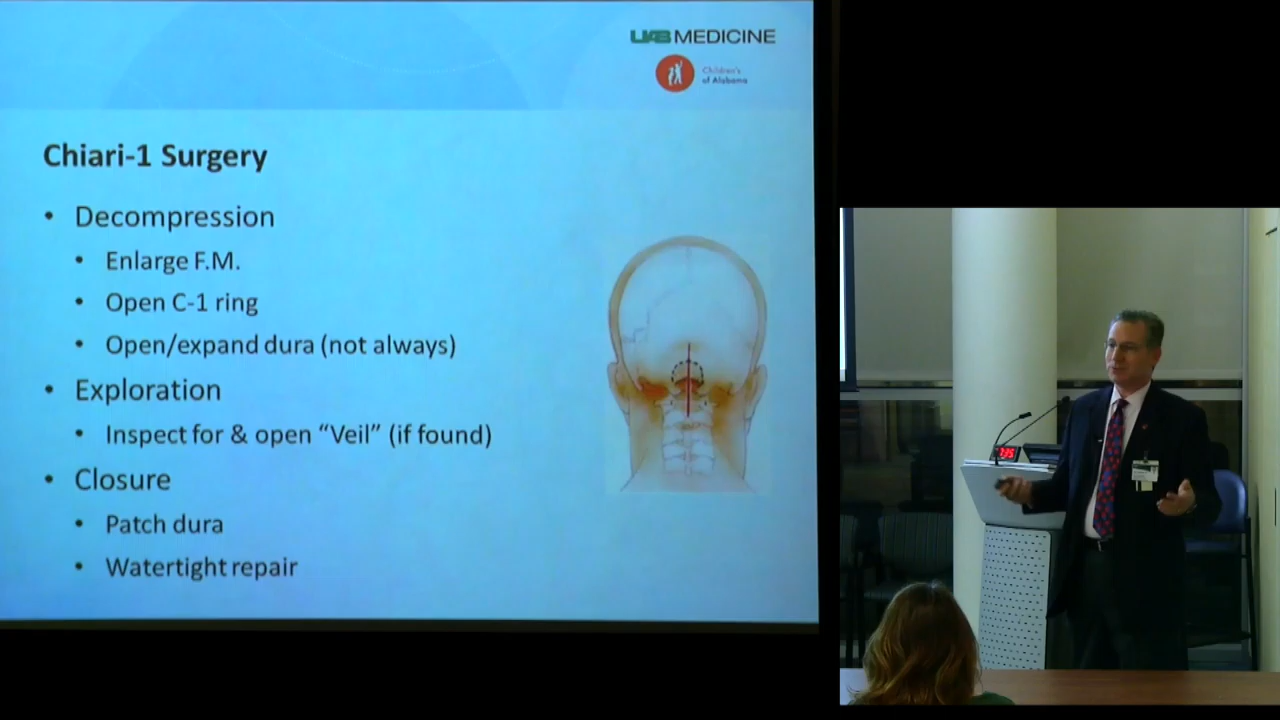 UAB MEDICINE
Children's
of Alabama
Chiari-1 Surgery
• Decompression
• Enlarge F.M.
• Open C-1 ring
• Open/expand dura (not always)
• Exploration
• Inspect for & open “Veil” (if found)
• Closure
• Patch dura
• Watertight repair